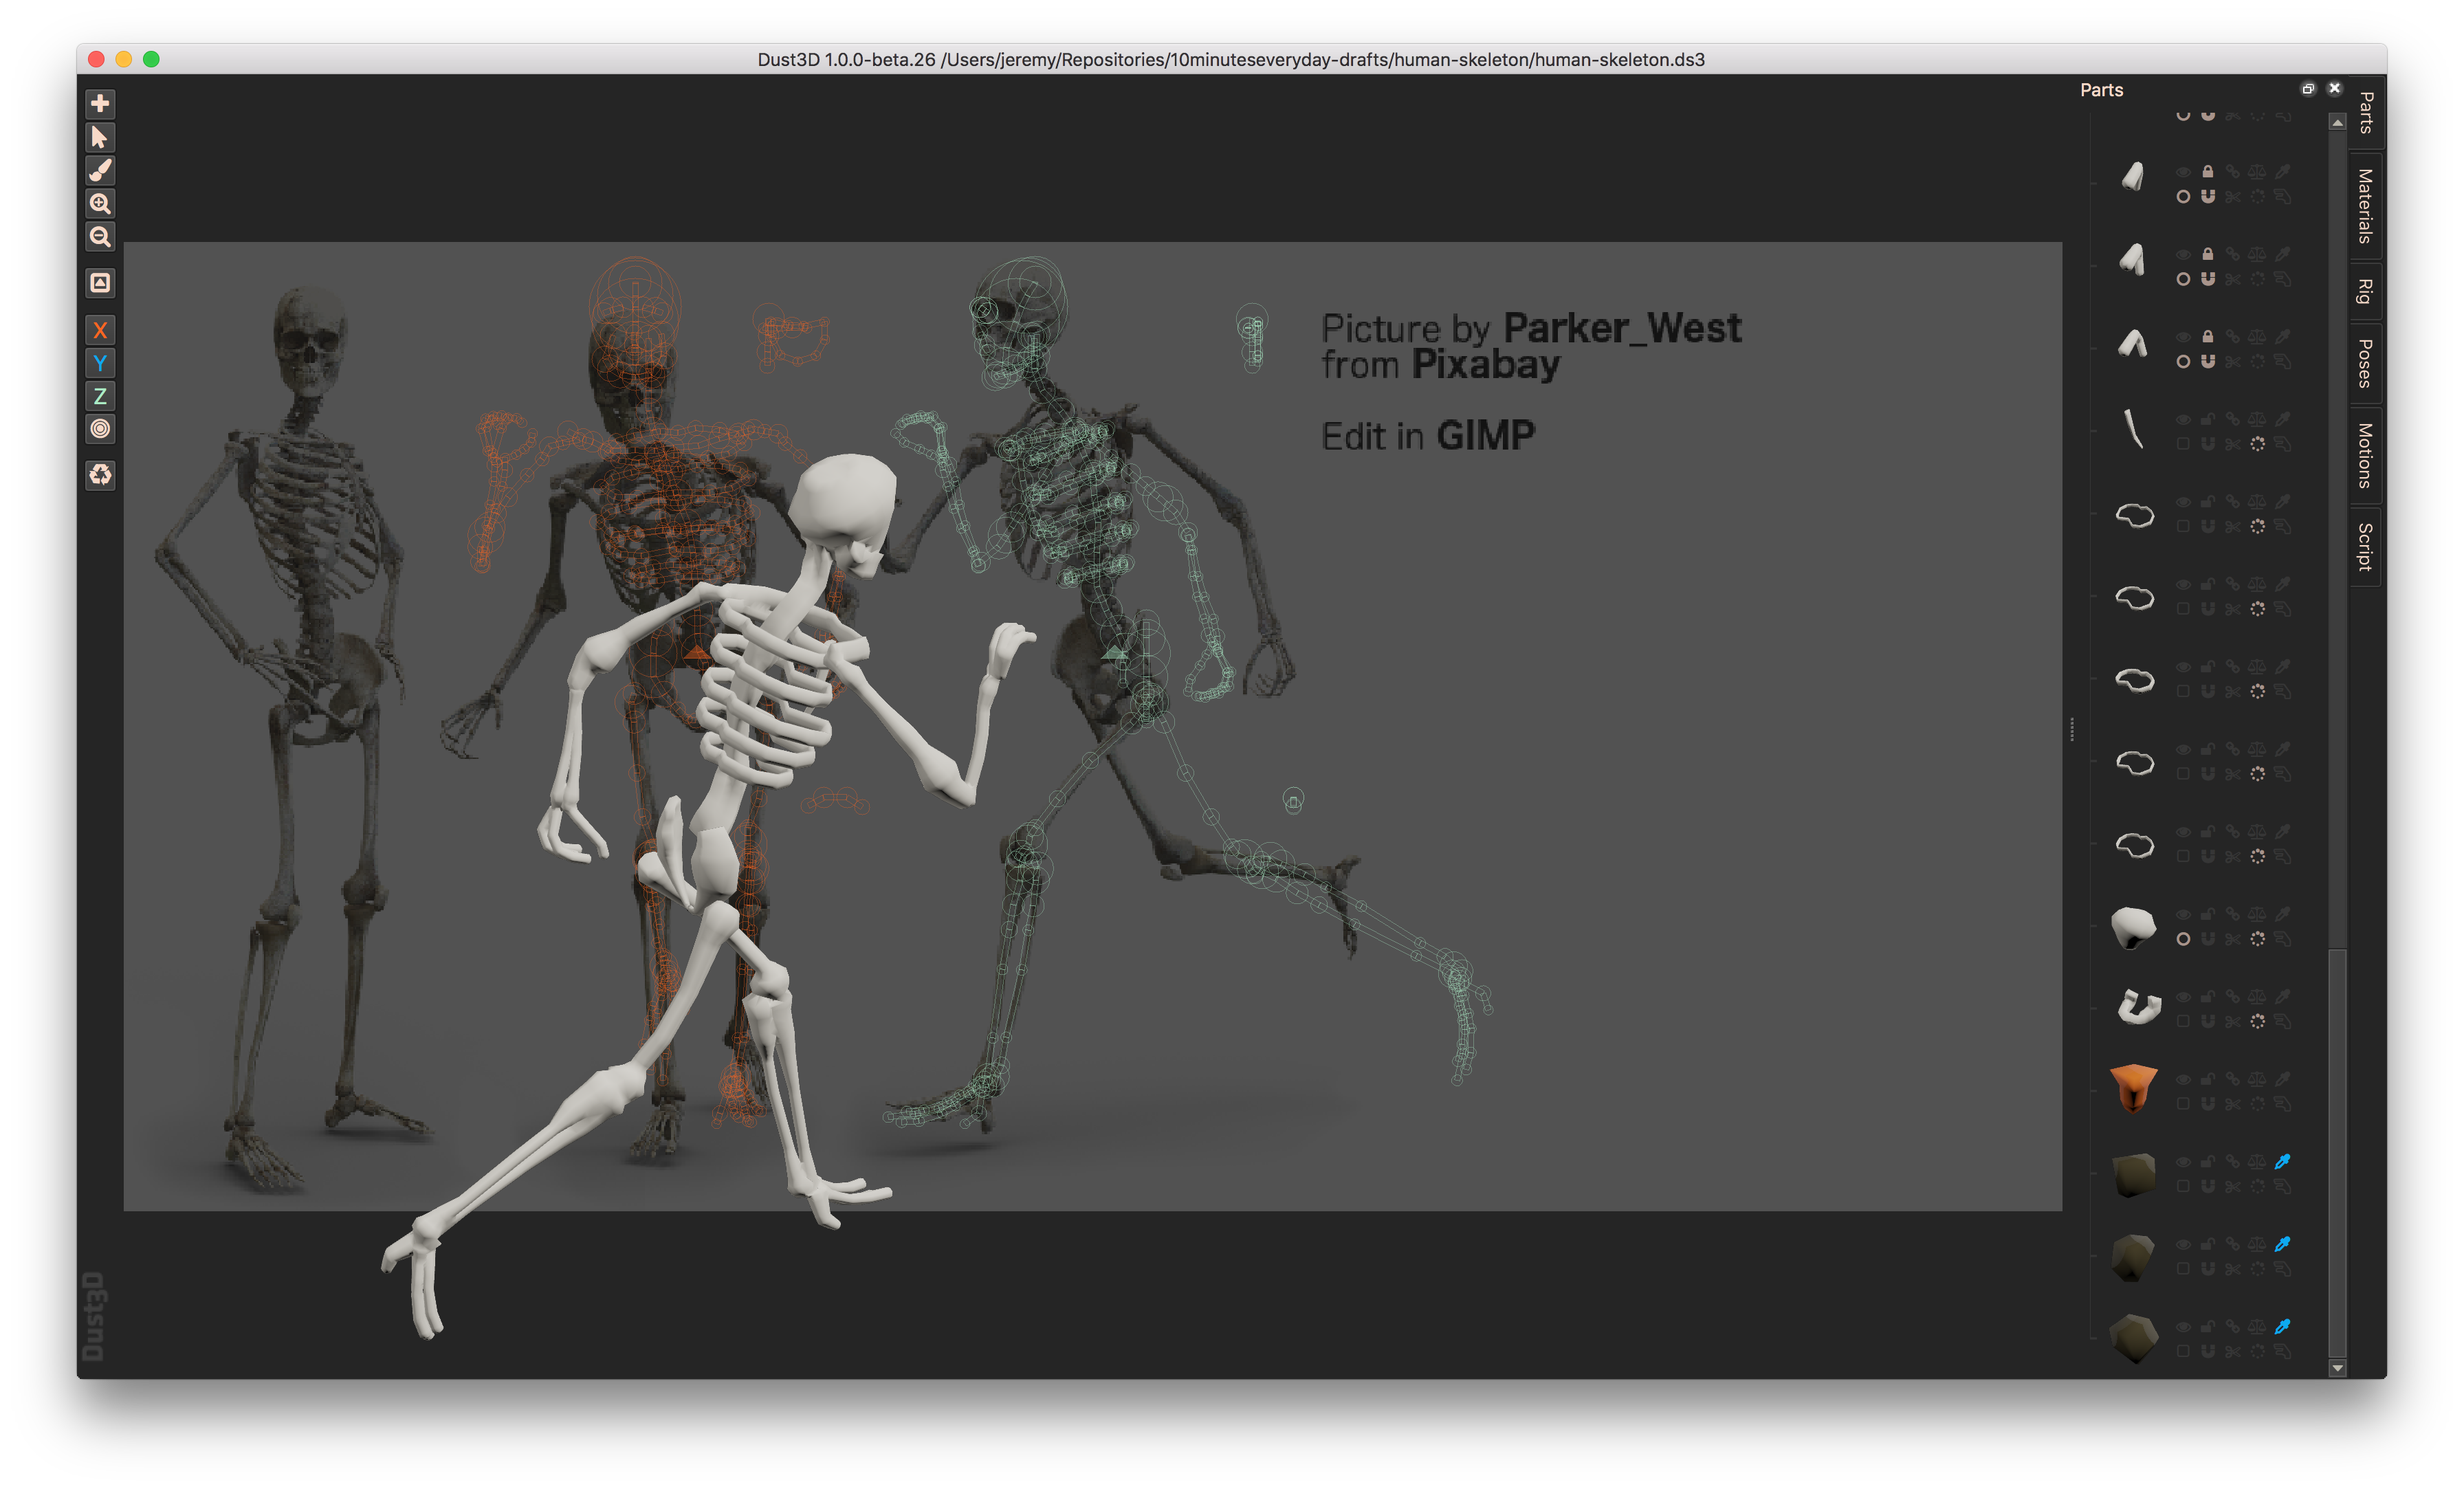 Dust3D 1.0.0-beta.26 /Users/jeremy/Repositories/10minuteseveryday-drafts/human-skeleton/human-skeleton.ds3
Parts
X
Y
Z
Picture by Parker_West
from Pixabay
Edit in GIMP
Parts
Materials
Rig
Poses
Motions
Script
Dust3D